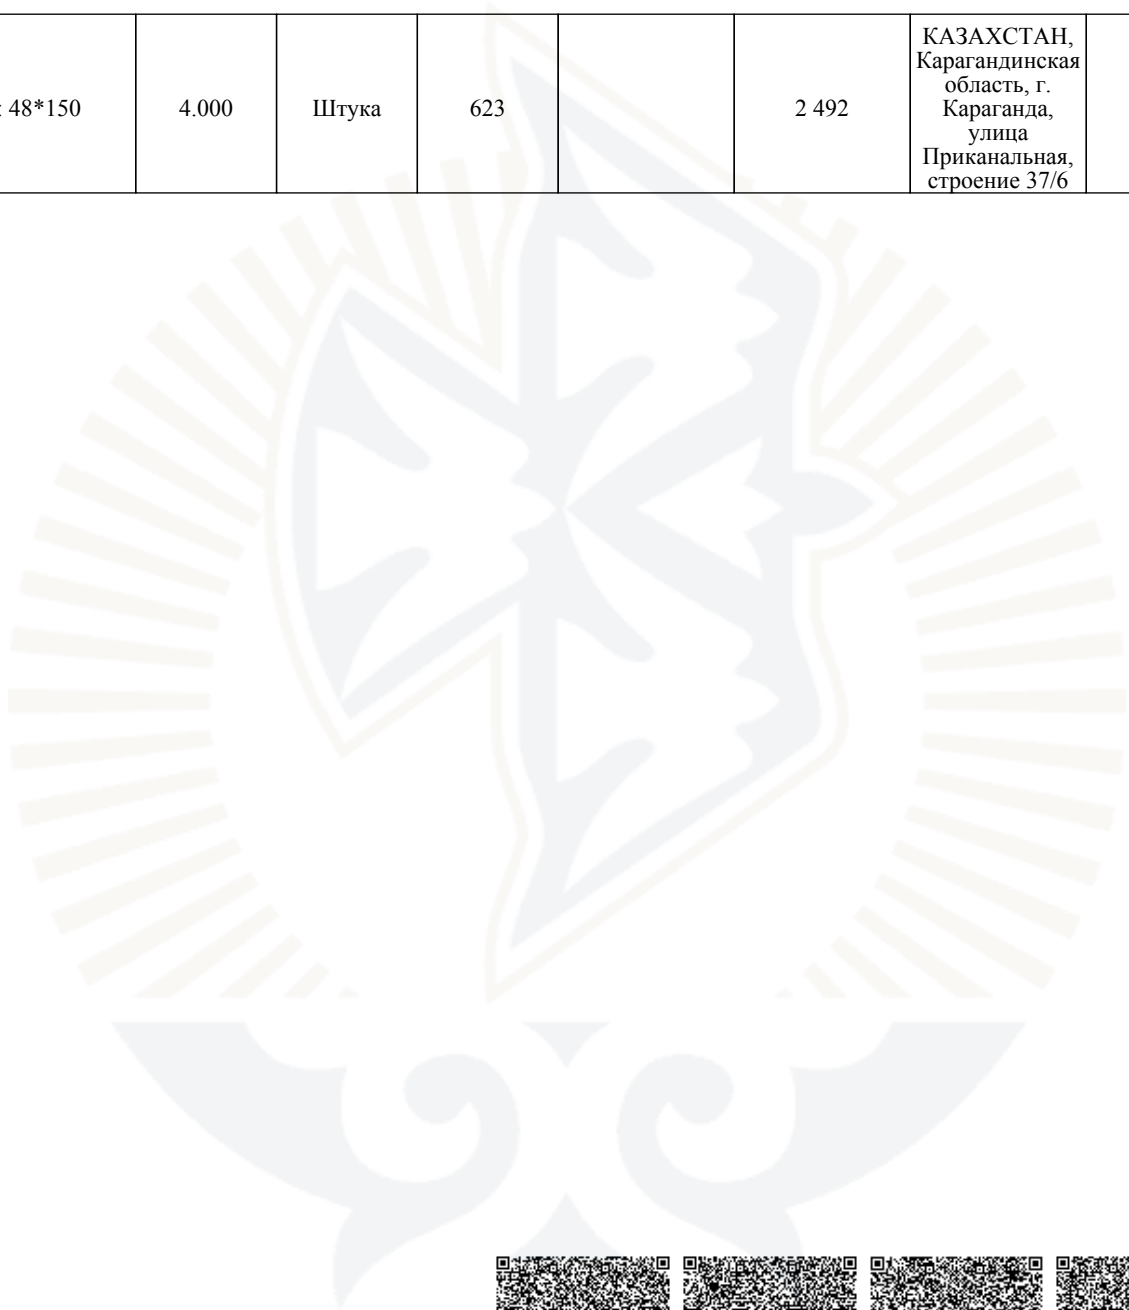 48*150
4.000
Штука
623
2 492
КАЗАХСТАН,
Карагандинская
область, г.
Караганда,
улица
Приканальная,
строение 37/6